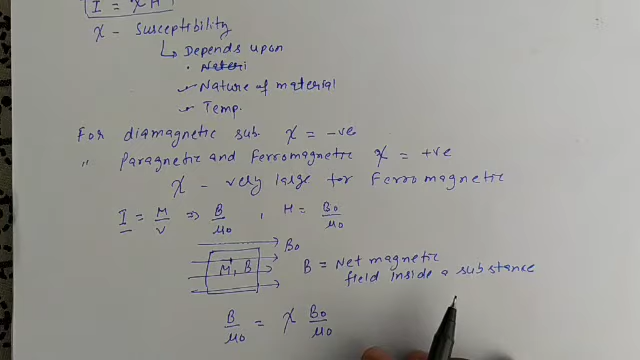 I = χ H
χ - Susceptibility
↳ Depends upon
Nature of material
Temp.
For diamagnetic sub χ = -ve
" Paragnetic and Ferromagnetic χ = +ve
χ - very large for Ferromagnetic
I = M/V ⇒ B/μ0 , H = B0/μ0
B0
M, B
B = Net magnetic
field inside a substance
B/μ0 = χ B0/μ0